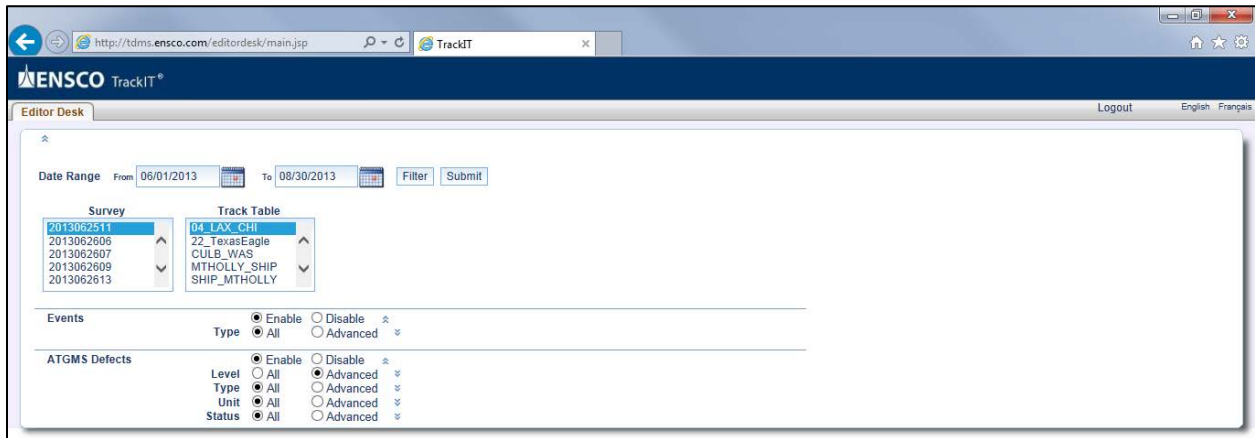 http://tdms.ensco.com/editordesk/main.jsp
TrackIT
ENSCO TrackIT®
Editor Desk
Logout English Français
Date Range From 06/01/2013 To 08/30/2013 Filter Submit
Survey Track Table
2013062511 04_LAX_CHI
2013062606 22_TexasEagle
2013062607 CULB_WAS
2013062609 MTHOLLY_SHIP
2013062613 SHIP_MTHOLLY
Events Enable Disable
Type All Advanced
ATGMS Defects Enable Disable
Level All Advanced
Type All Advanced
Unit All Advanced
Status All Advanced